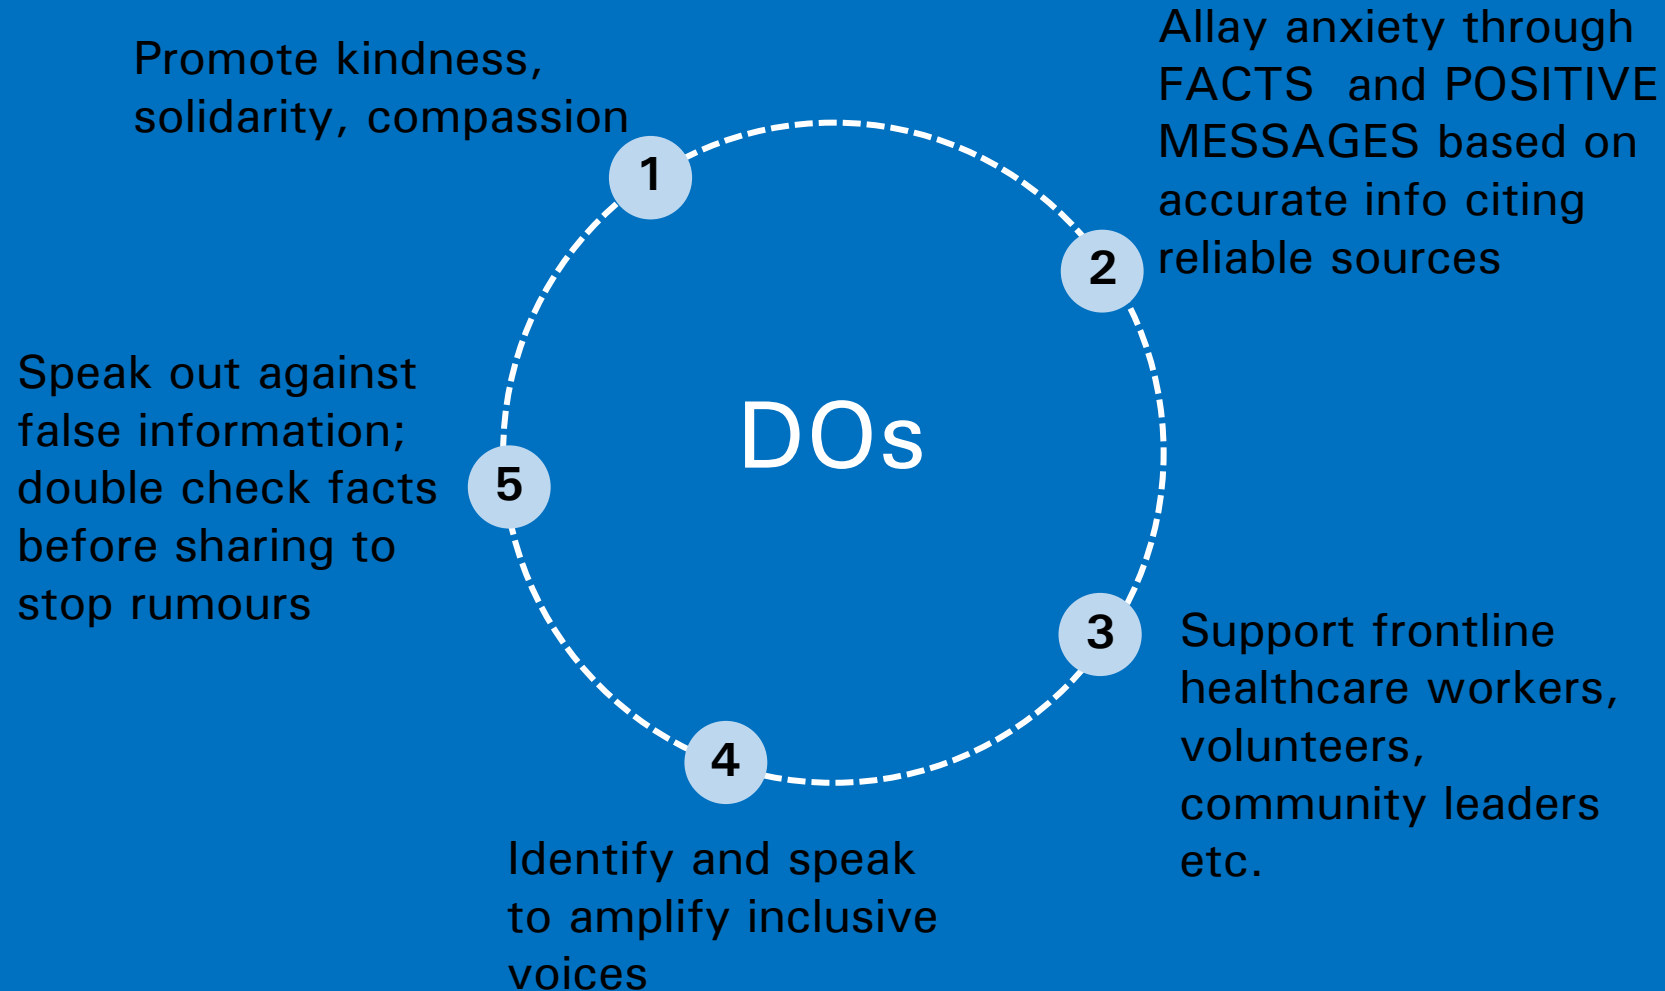 Promote kindness,
solidarity, compassion
1
Allay anxiety through
FACTS and POSITIVE
MESSAGES based on
accurate info citing
reliable sources
2
DOs
Support frontline
healthcare workers,
volunteers,
community leaders
etc.
3
4
Identify and speak
to amplify inclusive
voices
Speak out against
false information;
double check facts
before sharing to
stop rumours
5